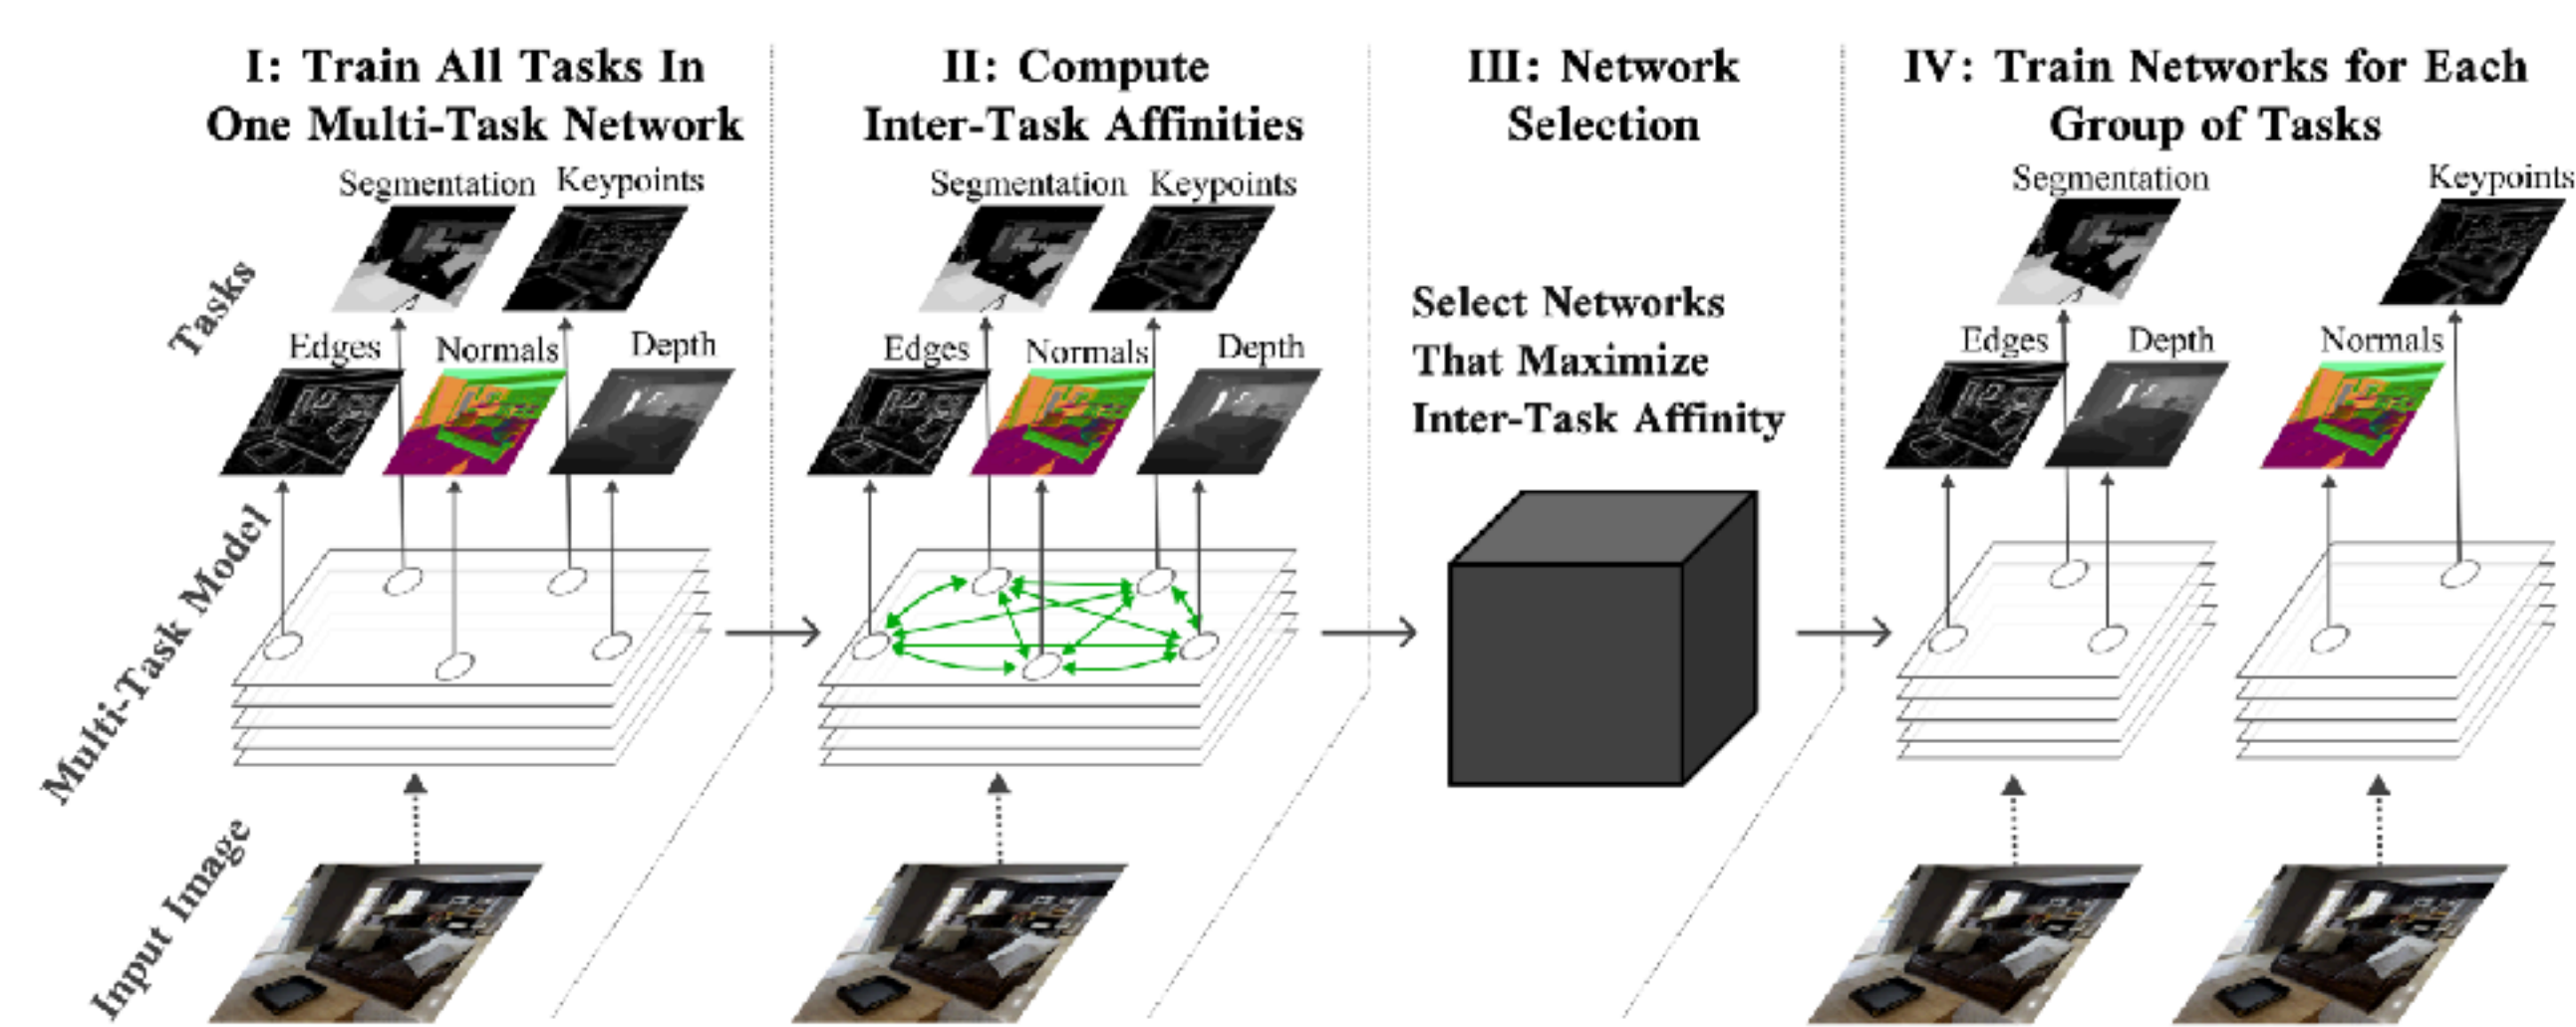 I: Train All Tasks In
One Multi-Task Network
II: Compute
Inter-Task Affinities
III: Network
Selection
IV: Train Networks for Each
Group of Tasks
Tasks
Multi-Task Model
Input Image
Segmentation
Keypoints
Edges
Normals
Depth
Segmentation
Keypoints
Edges
Normals
Depth
Select Networks
That Maximize
Inter-Task Affinity
Segmentation
Keypoints
Edges
Depth
Normals